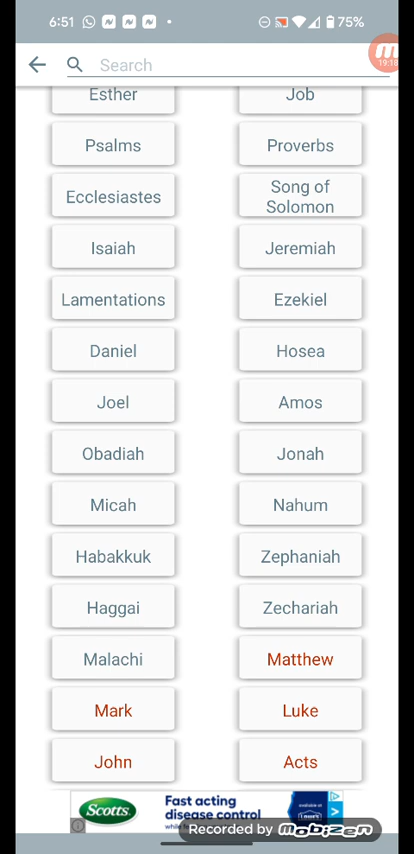 6:51 75%
19:18
Search
Esther Job
Psalms Proverbs
Ecclesiastes Song of
Solomon
Isaiah Jeremiah
Lamentations Ezekiel
Daniel Hosea
Joel Amos
Obadiah Jonah
Micah Nahum
Habakkuk Zephaniah
Haggai Zechariah
Malachi Matthew
Mark Luke
John Acts
Scotts. Fast acting
disease control
Recorded by mobizen